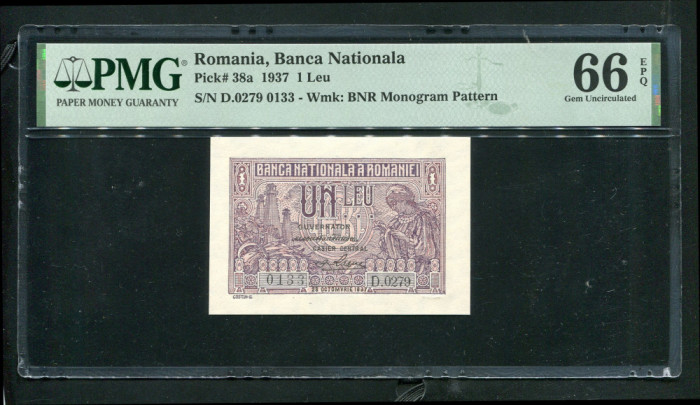 PMG
PAPER MONEY GUARANTY
Romania, Banca Nationala
Pick# 38a 1937 1 Leu
S/N D.0279 0133 - Wmk: BNR Monogram Pattern
66 EPQ
Gem Uncirculated
BANCA NATIONALA A ROMANIEI
UN LEU
GUVERNATOR
CASIER CENTRAL
0133 D.0279